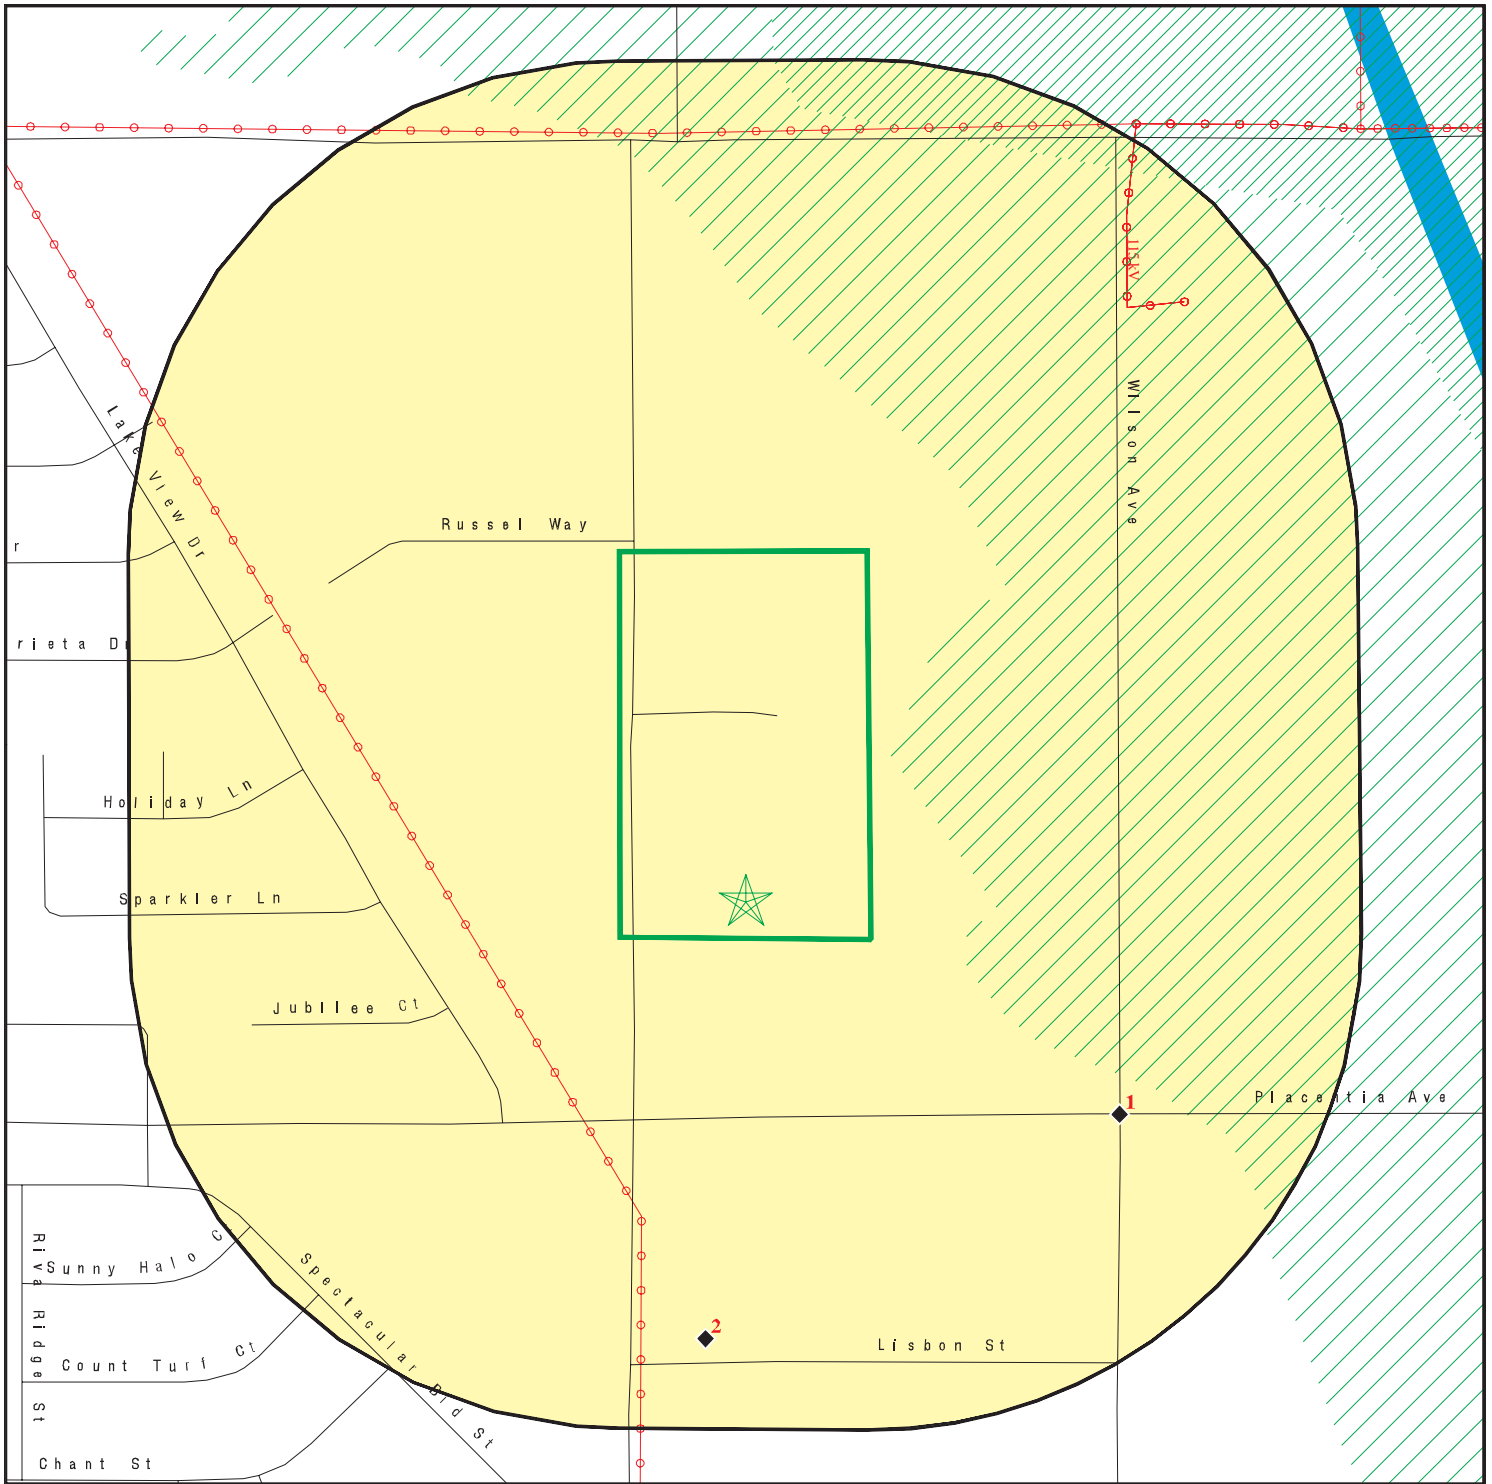 115kV
Wilson Ave
Lake View Dr
Russel Way
r
rieta Dr
Holiday Ln
Sparkler Ln
Jubilee Ct
1
Placentia Ave
Riva Ridge St
Sunny Halo
Spectacular Bid St
2
Lisbon St
Count Turf Ct
Chant St